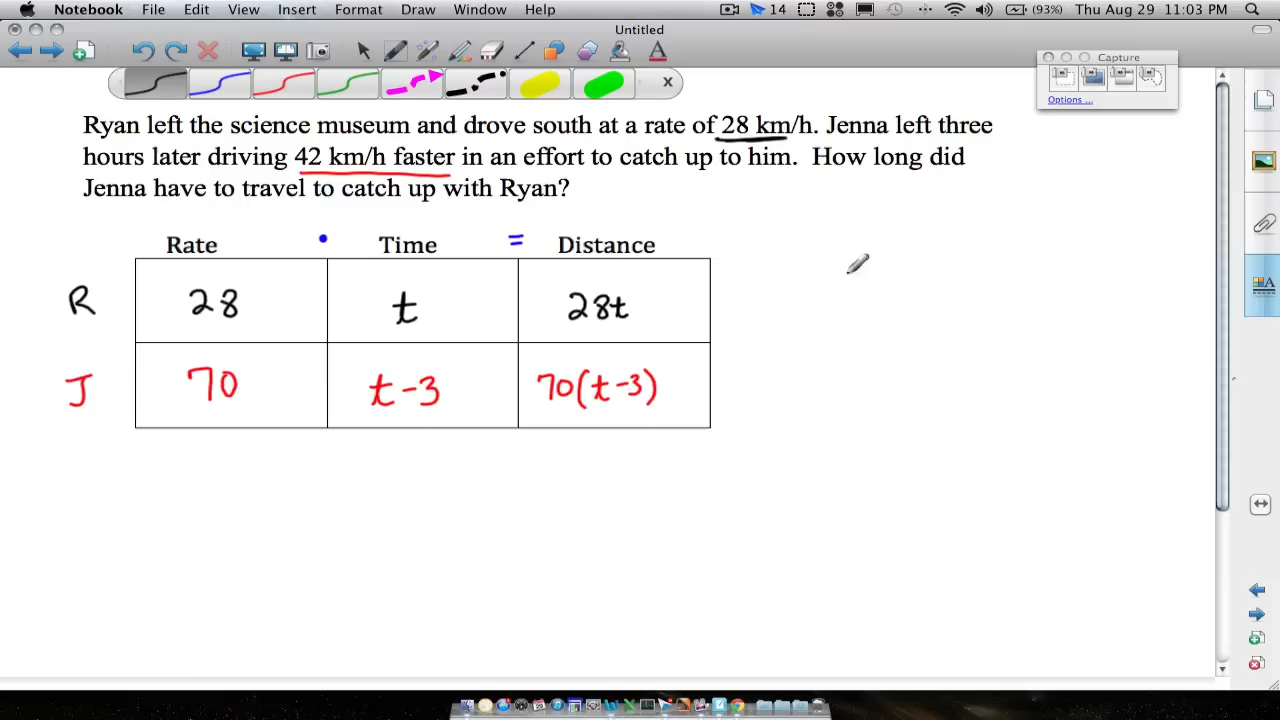 Notebook File Edit View Insert Format Draw Window Help 14 (93%) Thu Aug 29 11:03 PM
Untitled
Capture
Options ...
x
Ryan left the science museum and drove south at a rate of 28 km/h. Jenna left three
hours later driving 42 km/h faster in an effort to catch up to him. How long did
Jenna have to travel to catch up with Ryan?
Rate • Time = Distance
R 28 t 28t
J 70 t-3 70(t-3)